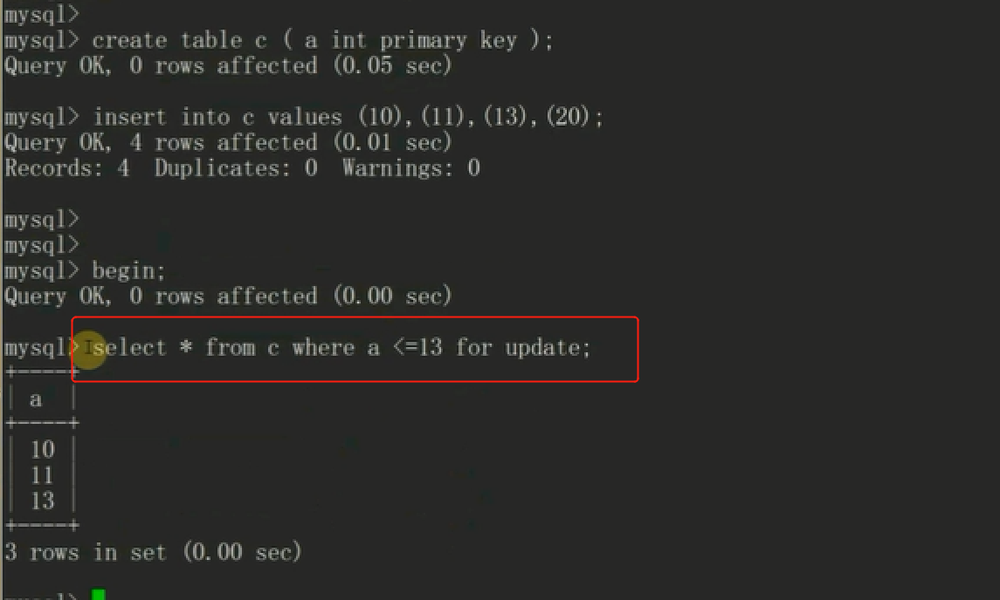 mysql>
mysql> create table c ( a int primary key );
Query OK, 0 rows affected (0.05 sec)
mysql> insert into c values (10),(11),(13),(20);
Query OK, 4 rows affected (0.01 sec)
Records: 4  Duplicates: 0  Warnings: 0
mysql>
mysql>
mysql> begin;
Query OK, 0 rows affected (0.00 sec)
mysql> select * from c where a <=13 for update;
+----+
| a  |
+----+
| 10 |
| 11 |
| 13 |
+----+
3 rows in set (0.00 sec)
mysql>